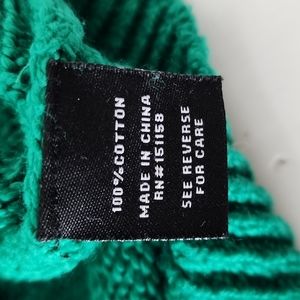 100%COTTON
MADE IN CHINA
RN#151158
SEE REVERSE
FOR CARE